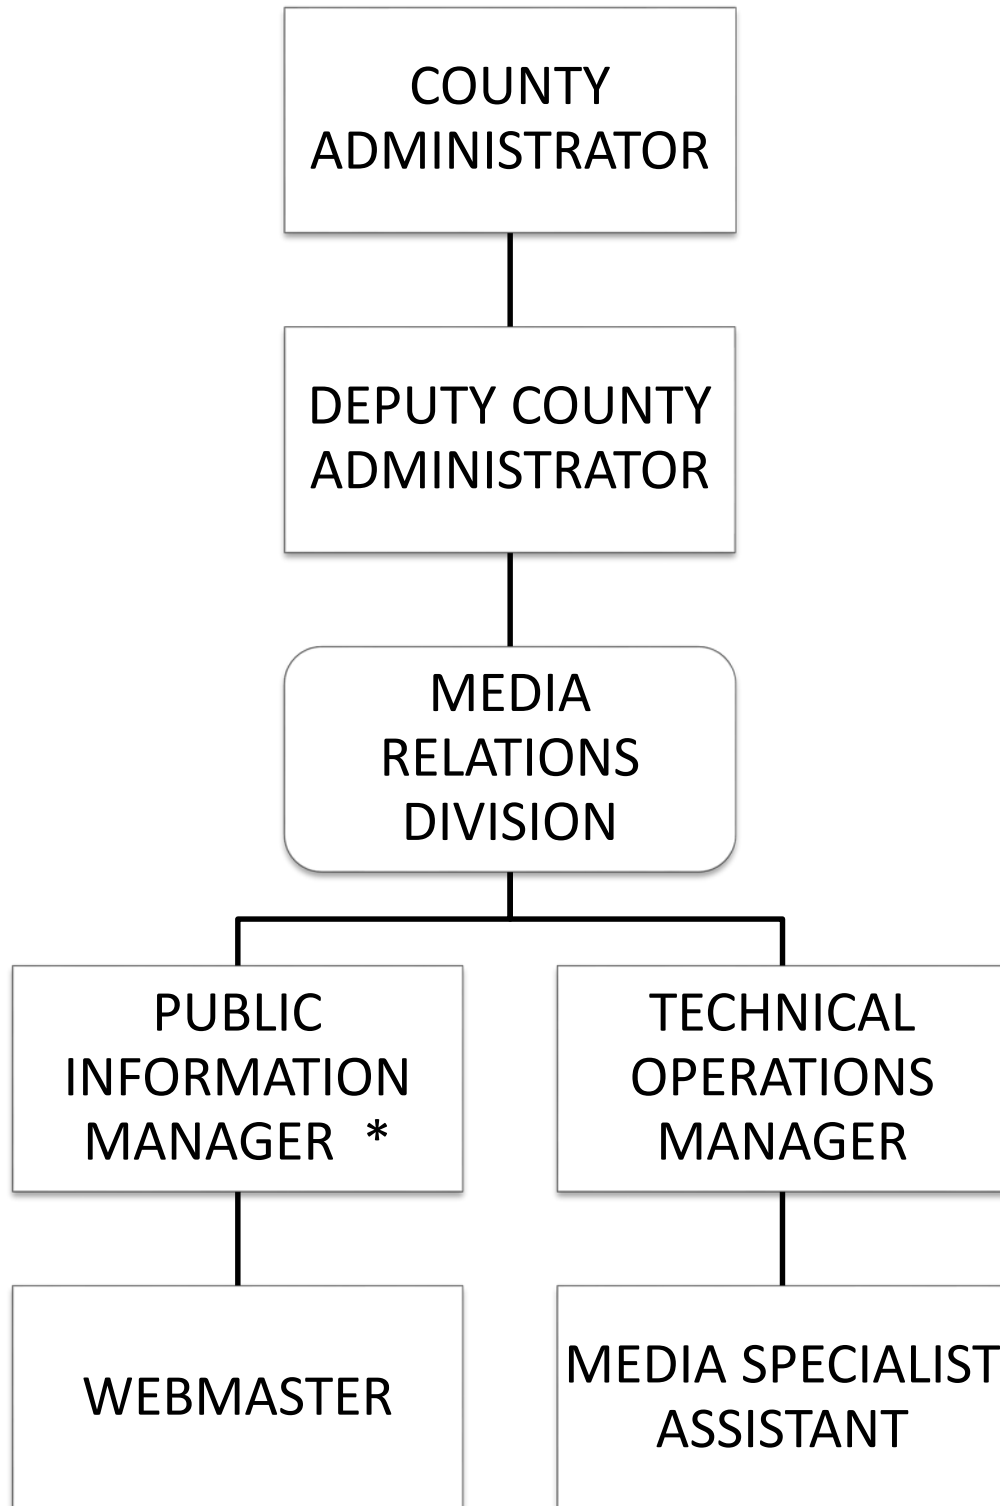 COUNTY
ADMINISTRATOR
DEPUTY COUNTY
ADMINISTRATOR
MEDIA
RELATIONS
DIVISION
PUBLIC
INFORMATION
MANAGER *
TECHNICAL
OPERATIONS
MANAGER
WEBMASTER
MEDIA SPECIALIST
ASSISTANT